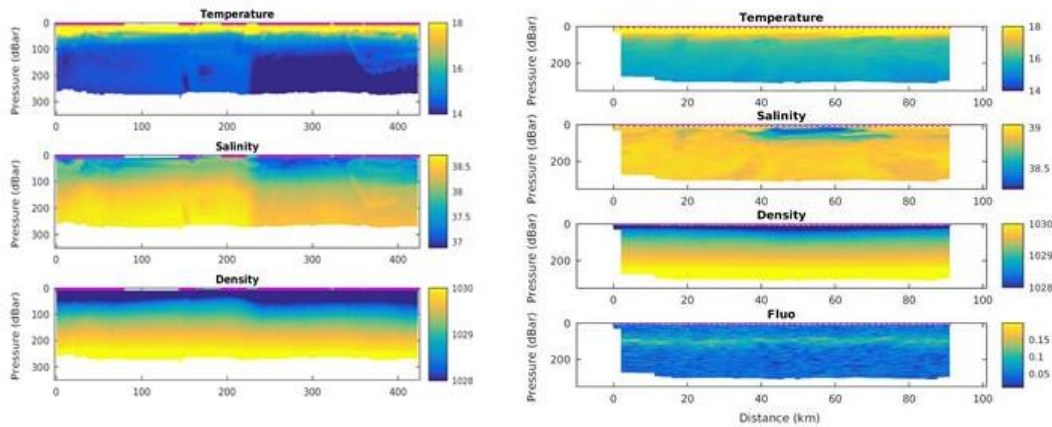 Temperature
0
100
200
300
Pressure (dBar)
0 100 200 300 400
18
16
14
Salinity
0
100
200
300
Pressure (dBar)
0 100 200 300 400
38.5
38
37.5
37
Density
0
100
200
300
Pressure (dBar)
0 100 200 300 400
1030
1029
1028
Temperature
0
200
Pressure (dBar)
0 20 40 60 80 100
18
16
14
Salinity
0
200
Pressure (dBar)
0 20 40 60 80 100
39
38.5
Density
0
200
Pressure (dBar)
0 20 40 60 80 100
1030
1029
1028
Fluo
0
200
Pressure (dBar)
0 20 40 60 80 100
0.15
0.1
0.05
Distance (km)